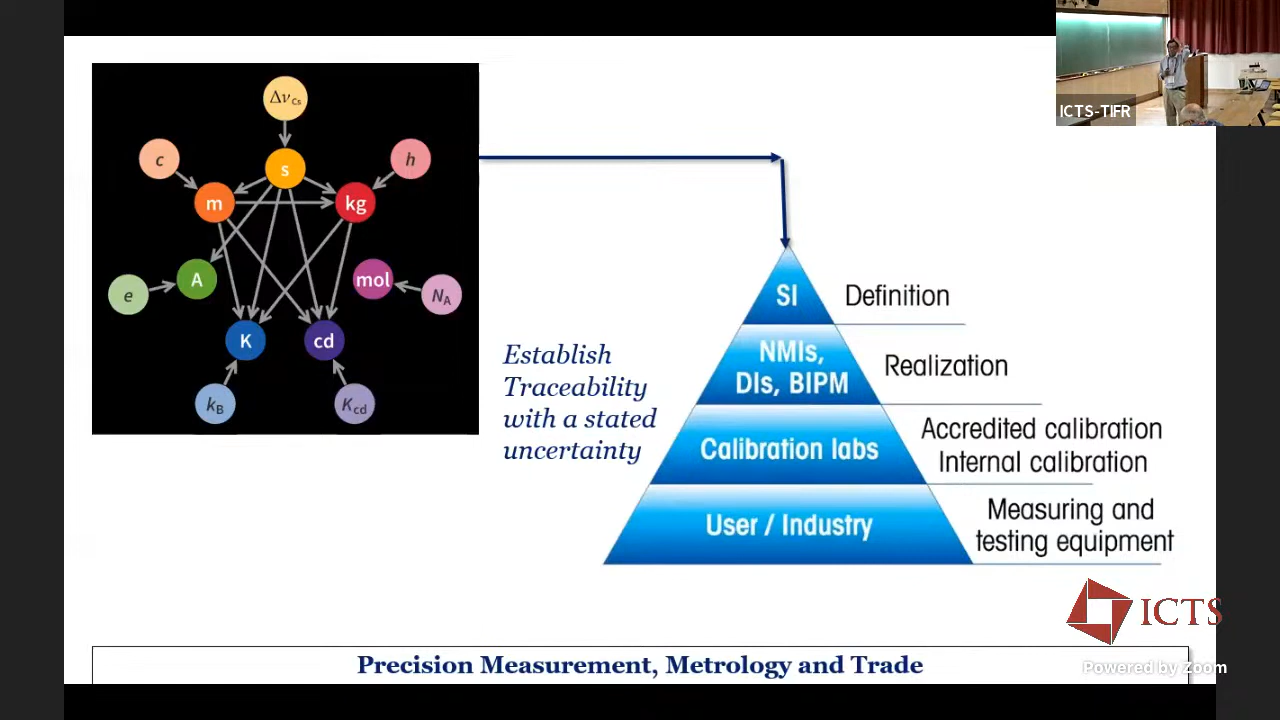 ICTS-TIFR
Δν Cs
c
h
s
m
kg
A
mol
e
N A
K
cd
k B
K cd
Establish
Traceability
with a stated
uncertainty
SI
Definition
NMIs,
DIs, BIPM
Realization
Calibration labs
Accredited calibration
Internal calibration
User / Industry
Measuring and
testing equipment
ICTS
Precision Measurement, Metrology and Trade
Powered by Zoom